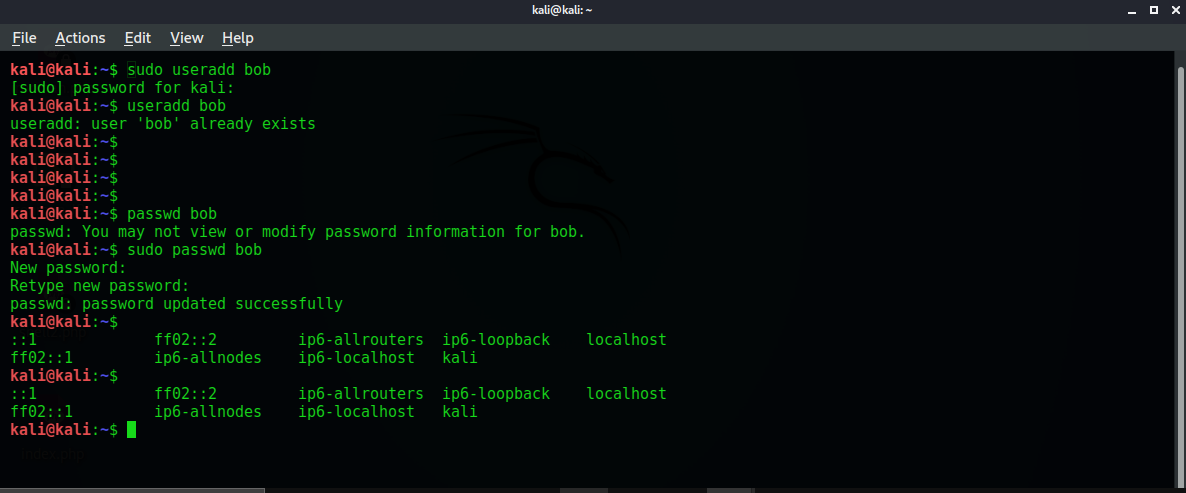 kali@kali: ~
File Actions Edit View Help
kali@kali:~$ sudo useradd bob
[sudo] password for kali:
kali@kali:~$ useradd bob
useradd: user 'bob' already exists
kali@kali:~$
kali@kali:~$
kali@kali:~$
kali@kali:~$
kali@kali:~$ passwd bob
passwd: You may not view or modify password information for bob.
kali@kali:~$ sudo passwd bob
New password:
Retype new password:
passwd: password updated successfully
kali@kali:~$
::1 ff02::2 ip6-allrouters ip6-loopback localhost
ff02::1 ip6-allnodes ip6-localhost kali
kali@kali:~$
::1 ff02::2 ip6-allrouters ip6-loopback localhost
ff02::1 ip6-allnodes ip6-localhost kali
kali@kali:~$